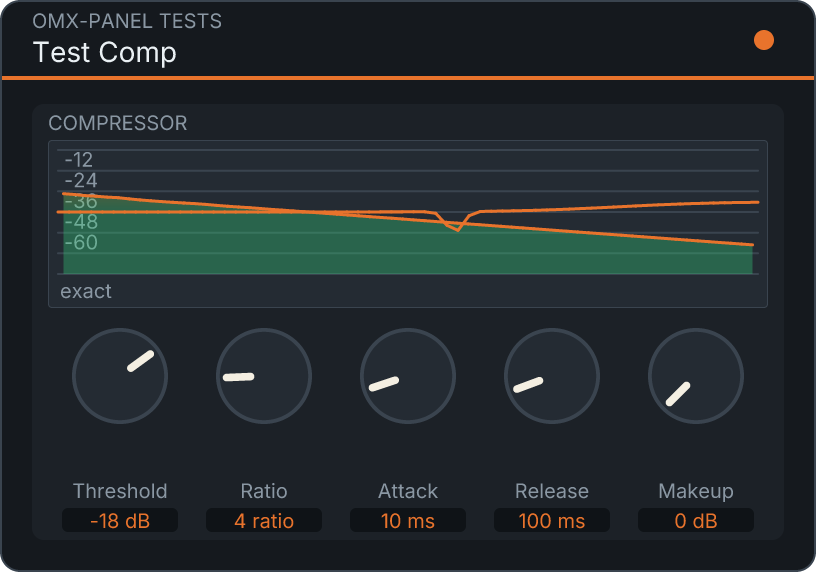 OMX-PANEL TESTS
Test Comp
COMPRESSOR
-12
-24
-36
-48
-60
exact
Threshold Ratio Attack Release Makeup
-18 dB 4 ratio 10 ms 100 ms 0 dB